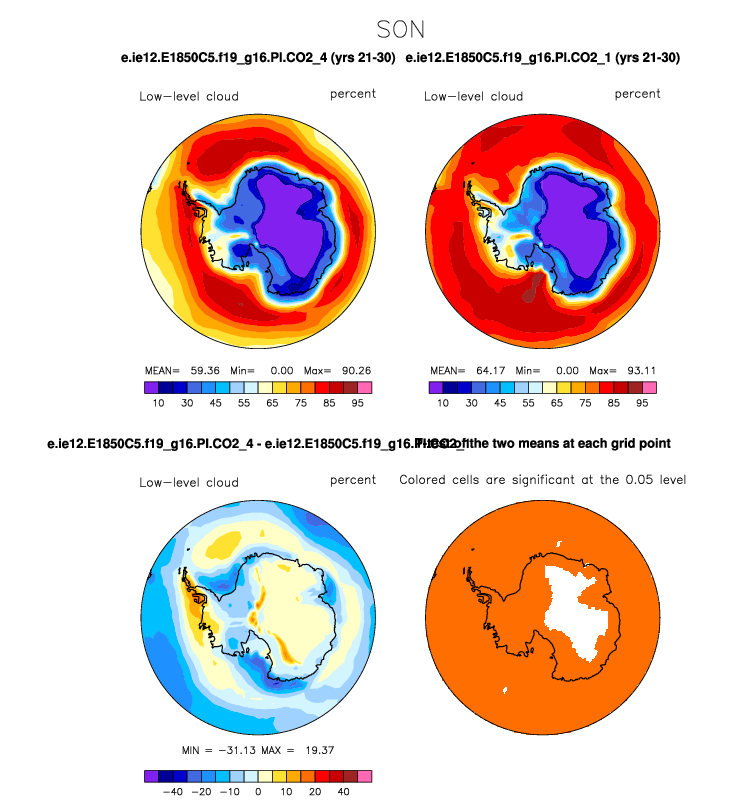 SON
e.ie12.E1850C5.f19_g16.PI.CO2_4 (yrs 21-30) e.ie12.E1850C5.f19_g16.PI.CO2_1 (yrs 21-30)
Low-level cloud percent Low-level cloud percent
MEAN= 59.36 Min= 0.00 Max= 90.26 MEAN= 64.17 Min= 0.00 Max= 93.11
10 30 45 55 65 75 85 95 10 30 45 55 65 75 85 95
e.ie12.E1850C5.f19_g16.PI.CO2_4 - e.ie12.E1850C5.f19_g16.PI.CO2_ of the two means at each grid point
Low-level cloud percent Colored cells are significant at the 0.05 level
MIN = -31.13 MAX = 19.37
-40 -20 -10 0 10 20 40